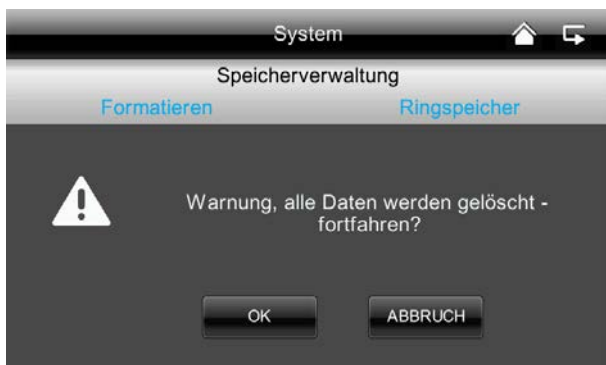 System
Speicherverwaltung
Formatieren Ringspeicher
Warnung, alle Daten werden gelöscht -
fortfahren?
OK ABBRUCH